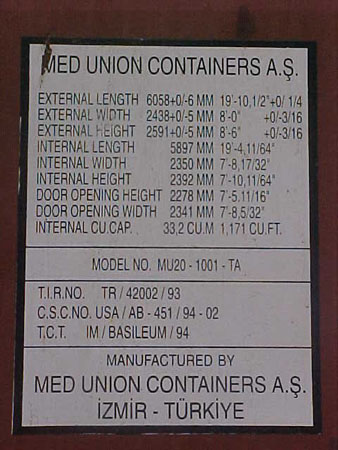 MED UNION CONTAINERS A.Ş.
EXTERNAL LENGTH 6058+0/-6 MM 19'-10,1/2"+0/ 1/4
EXTERNAL WIDTH 2438+0/-5 MM 8'-0" +0/-3/16
EXTERNAL HEIGHT 2591+0/-5 MM 8'-6" +0/-3/16
INTERNAL LENGTH 5897 MM 19'-4,11/64"
INTERNAL WIDTH 2350 MM 7'-8,17/32"
INTERNAL HEIGHT 2392 MM 7'-10,11/64"
DOOR OPENING HEIGHT 2278 MM 7'-5,11/16"
DOOR OPENING WIDTH 2341 MM 7'-8,5/32"
INTERNAL CU.CAP. 33,2 CU.M 1,171 CU.FT.
MODEL NO. MU20 - 1001 - TA
T.I.R.NO. TR / 42002 / 93
C.S.C.NO. USA / AB - 451 / 94 - 02
T.C.T. IM / BASILEUM / 94
MANUFACTURED BY
MED UNION CONTAINERS A.Ş.
İZMİR - TÜRKİYE